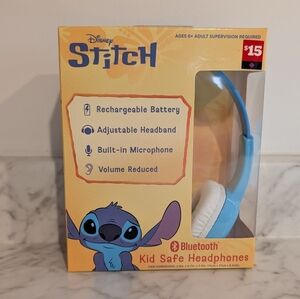 Disney
STITCH
AGES 6+ ADULT SUPERVISION REQUIRED
$15
Rechargeable Battery
Adjustable Headband
Built-in Microphone
Volume Reduced
Bluetooth
Kid Safe Headphones